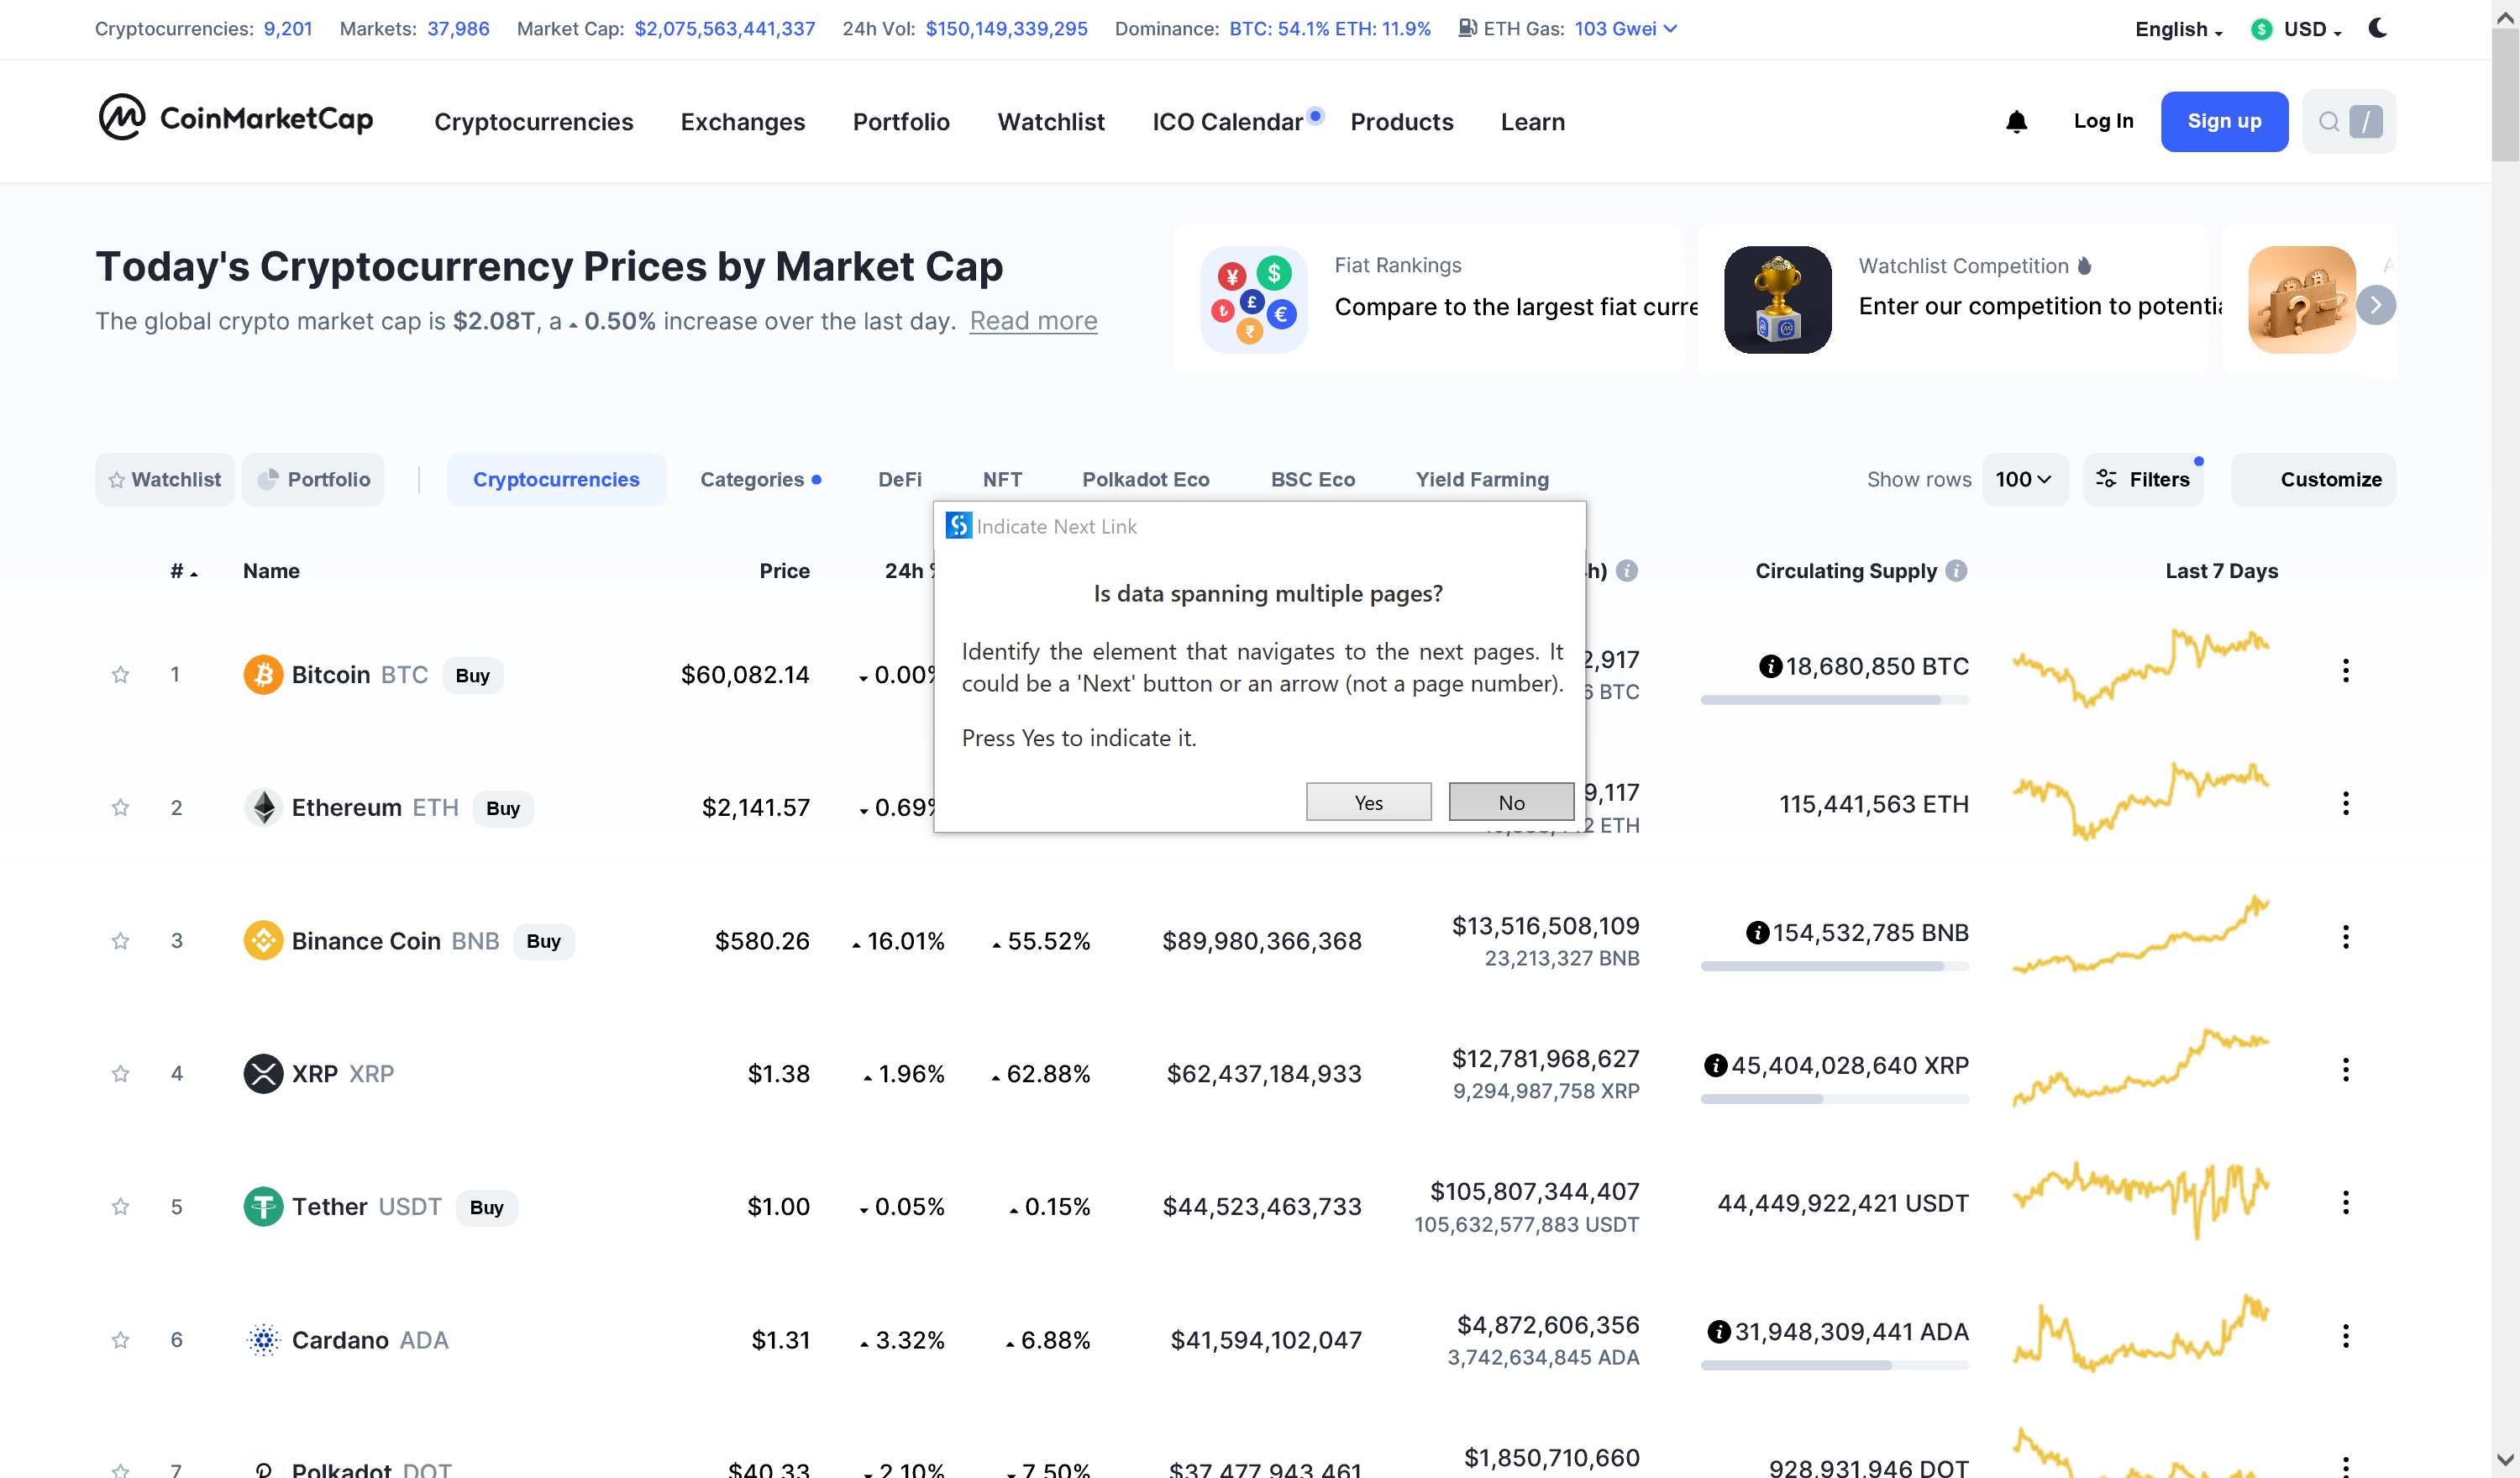 Cryptocurrencies: 9,201 Markets: 37,986 Market Cap: $2,075,563,441,337 24h Vol: $150,149,339,295 Dominance: BTC: 54.1% ETH: 11.9% ETH Gas: 103 Gwei English USD
CoinMarketCap Cryptocurrencies Exchanges Portfolio Watchlist ICO Calendar Products Learn Log In Sign up /
Today's Cryptocurrency Prices by Market Cap
The global crypto market cap is $2.08T, a 0.50% increase over the last day. Read more
Fiat Rankings
Compare to the largest fiat curre
Watchlist Competition
Enter our competition to potentia
Watchlist Portfolio Cryptocurrencies Categories DeFi NFT Polkadot Eco BSC Eco Yield Farming Show rows 100 Filters Customize
Indicate Next Link
Is data spanning multiple pages?
Identify the element that navigates to the next pages. It
could be a 'Next' button or an arrow (not a page number).
Press Yes to indicate it.
Yes No
# Name Price 24h h) Circulating Supply Last 7 Days
1 Bitcoin BTC Buy $60,082.14 0.00% 2,917 18,680,850 BTC
6 BTC
2 Ethereum ETH Buy $2,141.57 0.69% 9,117 115,441,563 ETH
2 ETH
3 Binance Coin BNB Buy $580.26 16.01% 55.52% $89,980,366,368 $13,516,508,109 154,532,785 BNB
23,213,327 BNB
4 XRP XRP $1.38 1.96% 62.88% $62,437,184,933 $12,781,968,627 45,404,028,640 XRP
9,294,987,758 XRP
5 Tether USDT Buy $1.00 0.05% 0.15% $44,523,463,733 $105,807,344,407 44,449,922,421 USDT
105,632,577,883 USDT
6 Cardano ADA $1.31 3.32% 6.88% $41,594,102,047 $4,872,606,356 31,948,309,441 ADA
3,742,634,845 ADA
7 Polkadot DOT $40.33 2.10% 7.50% $37,477,943,461 $1,850,710,660 928,931,946 DOT